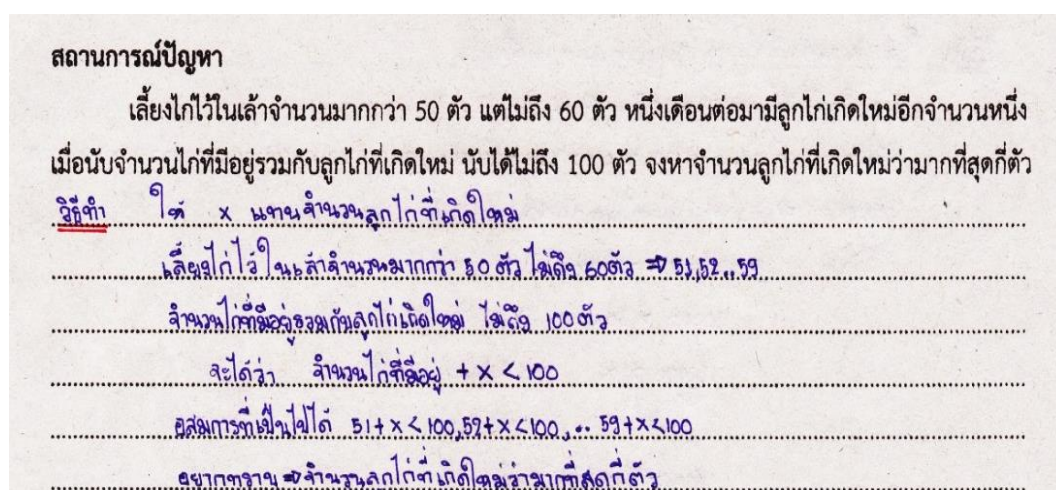 สถานการณ์ปัญหา
เลี้ยงไก่ไว้ในเล้าจำนวนมากกว่า 50 ตัว แต่ไม่ถึง 60 ตัว หนึ่งเดือนต่อมามีลูกไก่เกิดใหม่อีกจำนวนหนึ่ง
เมื่อนับจำนวนไก่ที่มีอยู่รวมกับลูกไก่ที่เกิดใหม่ นับได้ไม่ถึง 100 ตัว จงหาจำนวนลูกไก่ที่เกิดใหม่ว่ามากที่สุดกี่ตัว
วิธีทำ ให้ x แทนจำนวนลูกไก่ที่เกิดใหม่
เลี้ยงไก่ไว้ในเล้าจำนวนมากกว่า 50 ตัว ไม่ถึง 60 ตัว ⇒ 51,52..59
จำนวนไก่ที่มีอยู่รวมกับลูกไก่เกิดใหม่ ไม่ถึง 100 ตัว
จะได้ว่า จำนวนไก่ที่มีอยู่ + x < 100
อสมการที่เป็นไปได้ 51+x<100,52+x<100,.. 59+x<100
อยากทราบ⇒จำนวนลูกไก่ที่เกิดใหม่ว่ามากที่สุดกี่ตัว